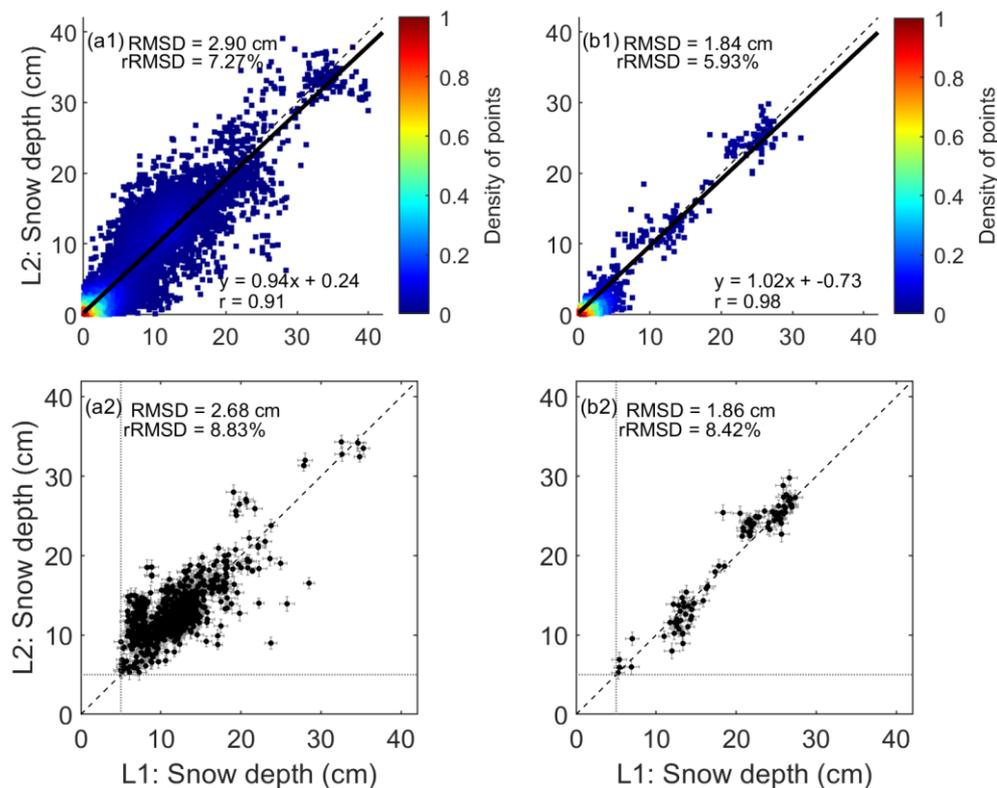 (a1) RMSD = 2.90 cm
rRMSD = 7.27%
y = 0.94x + 0.24
r = 0.91
40
30
20
10
0
0 10 20 30 40
L2: Snow depth (cm)
1
0.8
0.6
0.4
0.2
0
Density of points
(b1) RMSD = 1.84 cm
rRMSD = 5.93%
y = 1.02x + -0.73
r = 0.98
40
30
20
10
0
0 10 20 30 40
1
0.8
0.6
0.4
0.2
0
Density of points
(a2) RMSD = 2.68 cm
rRMSD = 8.83%
40
30
20
10
0
0 10 20 30 40
L2: Snow depth (cm)
L1: Snow depth (cm)
(b2) RMSD = 1.86 cm
rRMSD = 8.42%
40
30
20
10
0
0 10 20 30 40
L1: Snow depth (cm)